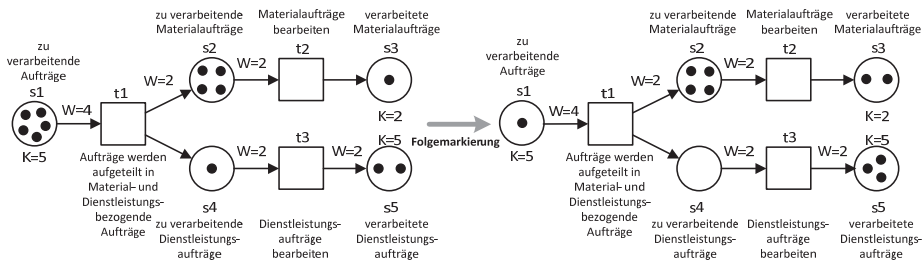 zu verarbeitende
Materialaufträge
Materialaufträge
bearbeiten
verarbeitete
Materialaufträge
zu
verarbeitende
Aufträge
s1
W=4
K=5
t1
W=2
s2
W=2
t2
s3
K=2
Aufträge werden
aufgeteilt in
Material- und
Dienstleistungs-
bezogende
Aufträge
s4
zu verarbeitende
Dienstleistungs-
aufträge
W=2
t3
W=2
Dienstleistungs-
aufträge
bearbeiten
K=5
s5
verarbeitete
Dienstleistungs-
aufträge
Folgemarkierung
zu verarbeitende
Materialaufträge
Materialaufträge
bearbeiten
verarbeitete
Materialaufträge
zu
verarbeitende
Aufträge
s1
W=4
K=5
t1
W=2
s2
W=2
t2
s3
K=2
Aufträge werden
aufgeteilt in
Material- und
Dienstleistungs-
bezogende
Aufträge
s4
zu verarbeitende
Dienstleistungs-
aufträge
W=2
t3
W=2
Dienstleistungs-
aufträge
bearbeiten
K=5
s5
verarbeitete
Dienstleistungs-
aufträge